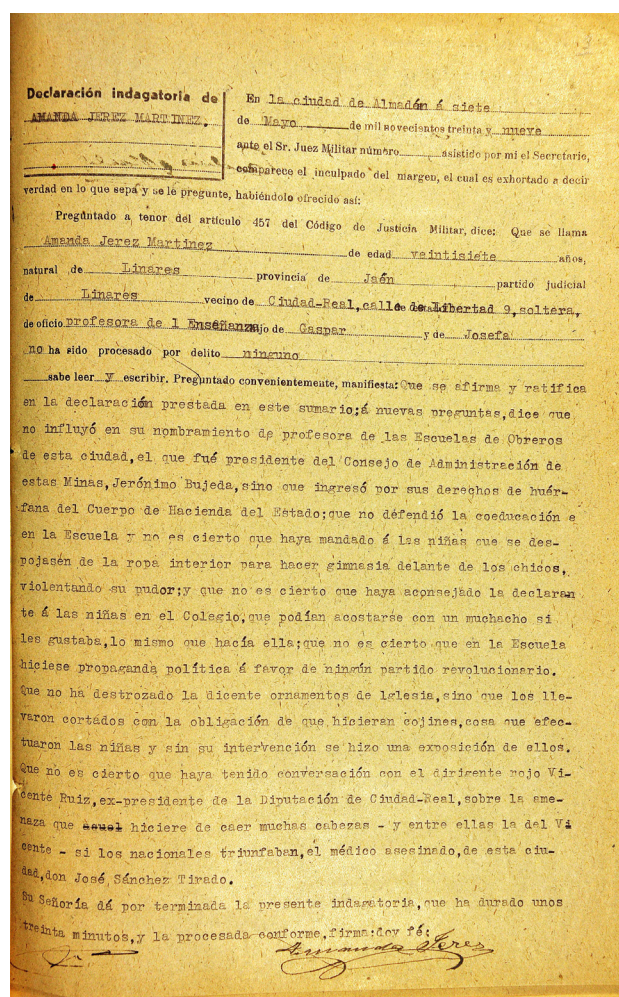 Declaración indagatoria de
AMANDA JEREZ MARTINEZ.
En la ciudad de Almadén á siete
de Mayo de mil novecientos treinta y nueve
ante el Sr. Juez Militar número asistido por mi el Secretario,
comparece el inculpado del margen, el cual es exhortado a decir
verdad en lo que sepa y se le pregunte, habiéndolo ofrecido así:
Preguntado a tenor del artículo 457 del Código de Justicia Militar, dice: Que se llama
Amanda Jerez Martinez de edad veintisiete años,
natural de Linares provincia de Jaén partido judicial
de Linares vecino de Ciudad-Real, calle de Libertad 9, soltera,
de oficio profesora de 1 Enseñanza hijo de Gaspar y de Josefa
no ha sido procesado por delito ninguno
sabe leer y escribir. Preguntado convenientemente, manifiesta: Que se afirma y ratifica
en la declaración prestada en este sumario;á nuevas preguntas,dice que
no influyó en su nombramiento de profesora de las Escuelas de Obreros
de esta ciudad,el que fué presidente del Consejo de Administración de
estas Minas,Jerónimo Bujeda,sino que ingresó por sus derechos de huér-
fana del Cuerpo de Hacienda del Estado;que no defendió la coeducación e
en la Escuela y no es cierto que haya mandado á las niñas que se des-
pojasén de la ropa interior para hacer gimnasia delante de los chicos,
violentando su pudor;y que no es cierto que haya aconsejado la declaran
te á las niñas en el Colegio,que podían acostarse con un muchacho si
les gustaba,lo mismo que hacía ella;que no es cierto que en la Escuela
hiciese propaganda política á favor de ningún partido revolucionario.
Que no ha destrozado la dicente ornamentos de Iglesia,sino que los lle-
varon cortados con la obligación de que hicieran cojines,cosa que efec-
tuaron las niñas y sin su intervención se hizo una exposición de ellos.
Que no es cierto que haya tenido conversación con el dirigente rojo Vi-
cente Ruiz,ex-presidente de la Diputación de Ciudad-Real,sobre la ame-
naza que aquel hiciere de caer muchas cabezas - y entre ellas la del Vi
cente - si los nacionales triunfaban,el médico asesinado,de esta ciu-
dad,don José Sánchez Tirado.
Su Señoría dá por terminada la presente indagatoria,que ha durado unos
treinta minutos,y la procesada conforme,firma:doy fé:
Amanda Jerez